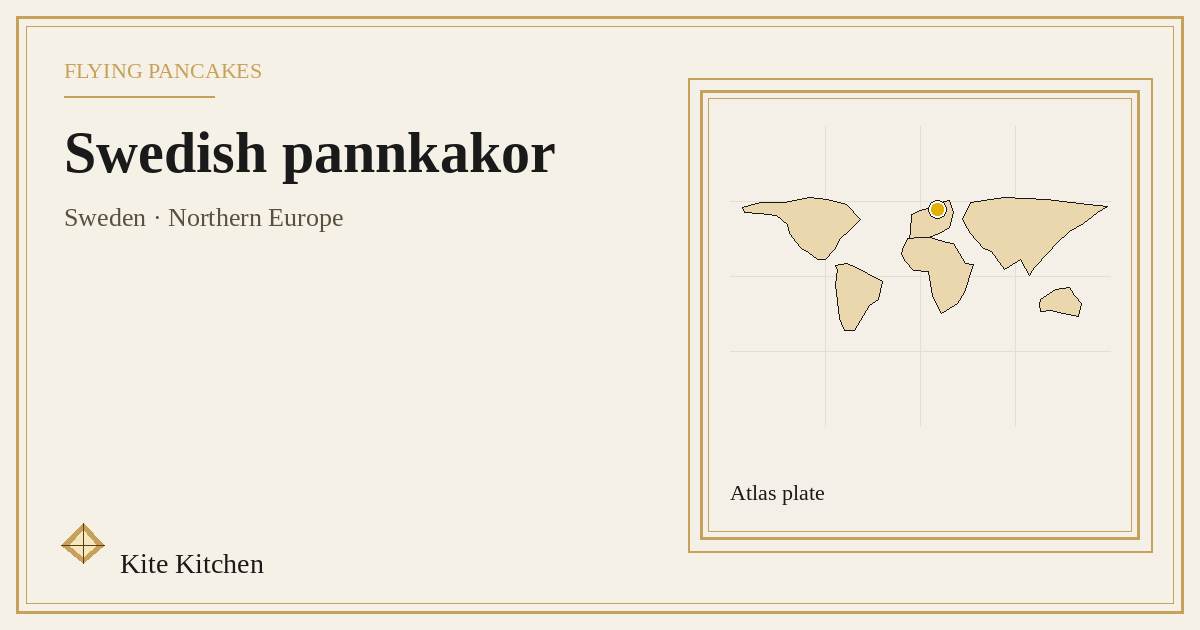 FLYING PANCAKES
Swedish pannkakor
Sweden · Northern Europe
Atlas plate
Kite Kitchen